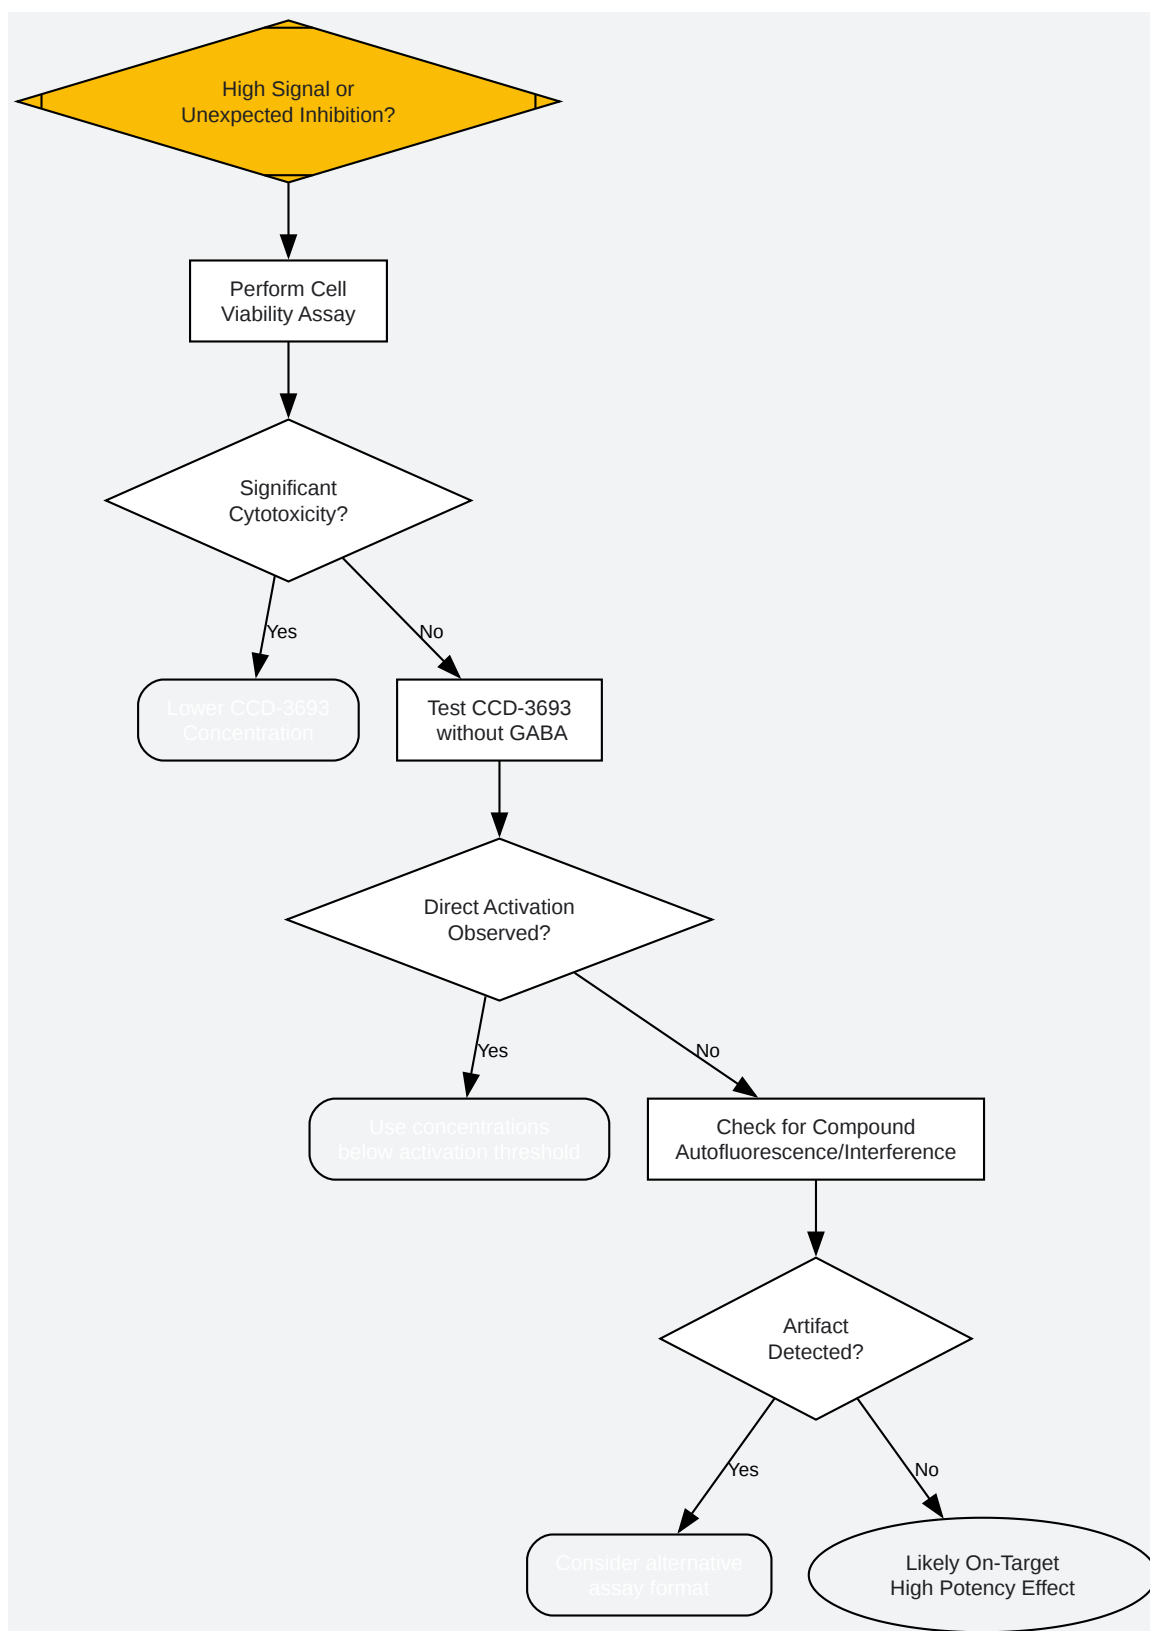 High Signal or
Unexpected Inhibition?
Perform Cell
Viability Assay
Significant
Cytotoxicity?
Yes
No
Lower CCD-3693
Concentration
Test CCD-3693
without GABA
Direct Activation
Observed?
Yes
No
Use concentrations
below activation threshold
Check for Compound
Autofluorescence/Interference
Artifact
Detected?
Yes
No
Consider alternative
assay format
Likely On-Target
High Potency Effect